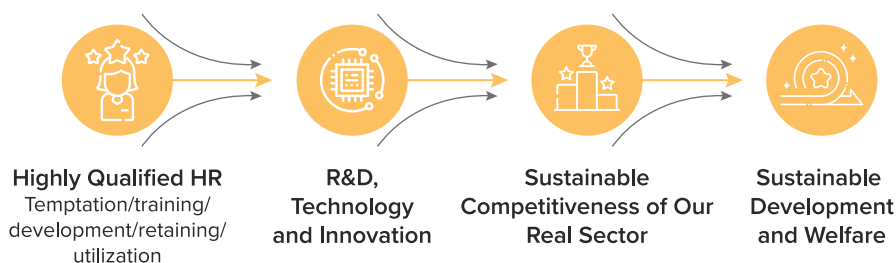 Highly Qualified HR
Temptation/training/
development/retaining/
utilization
R&D,
Technology
and Innovation
Sustainable
Competitiveness of Our
Real Sector
Sustainable
Development
and Welfare